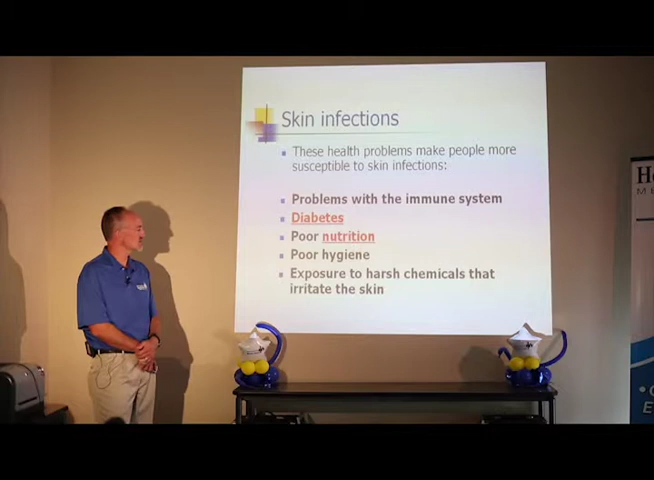 Skin infections
These health problems make people more
susceptible to skin infections:
Problems with the immune system
Diabetes
Poor nutrition
Poor hygiene
Exposure to harsh chemicals that
irritate the skin